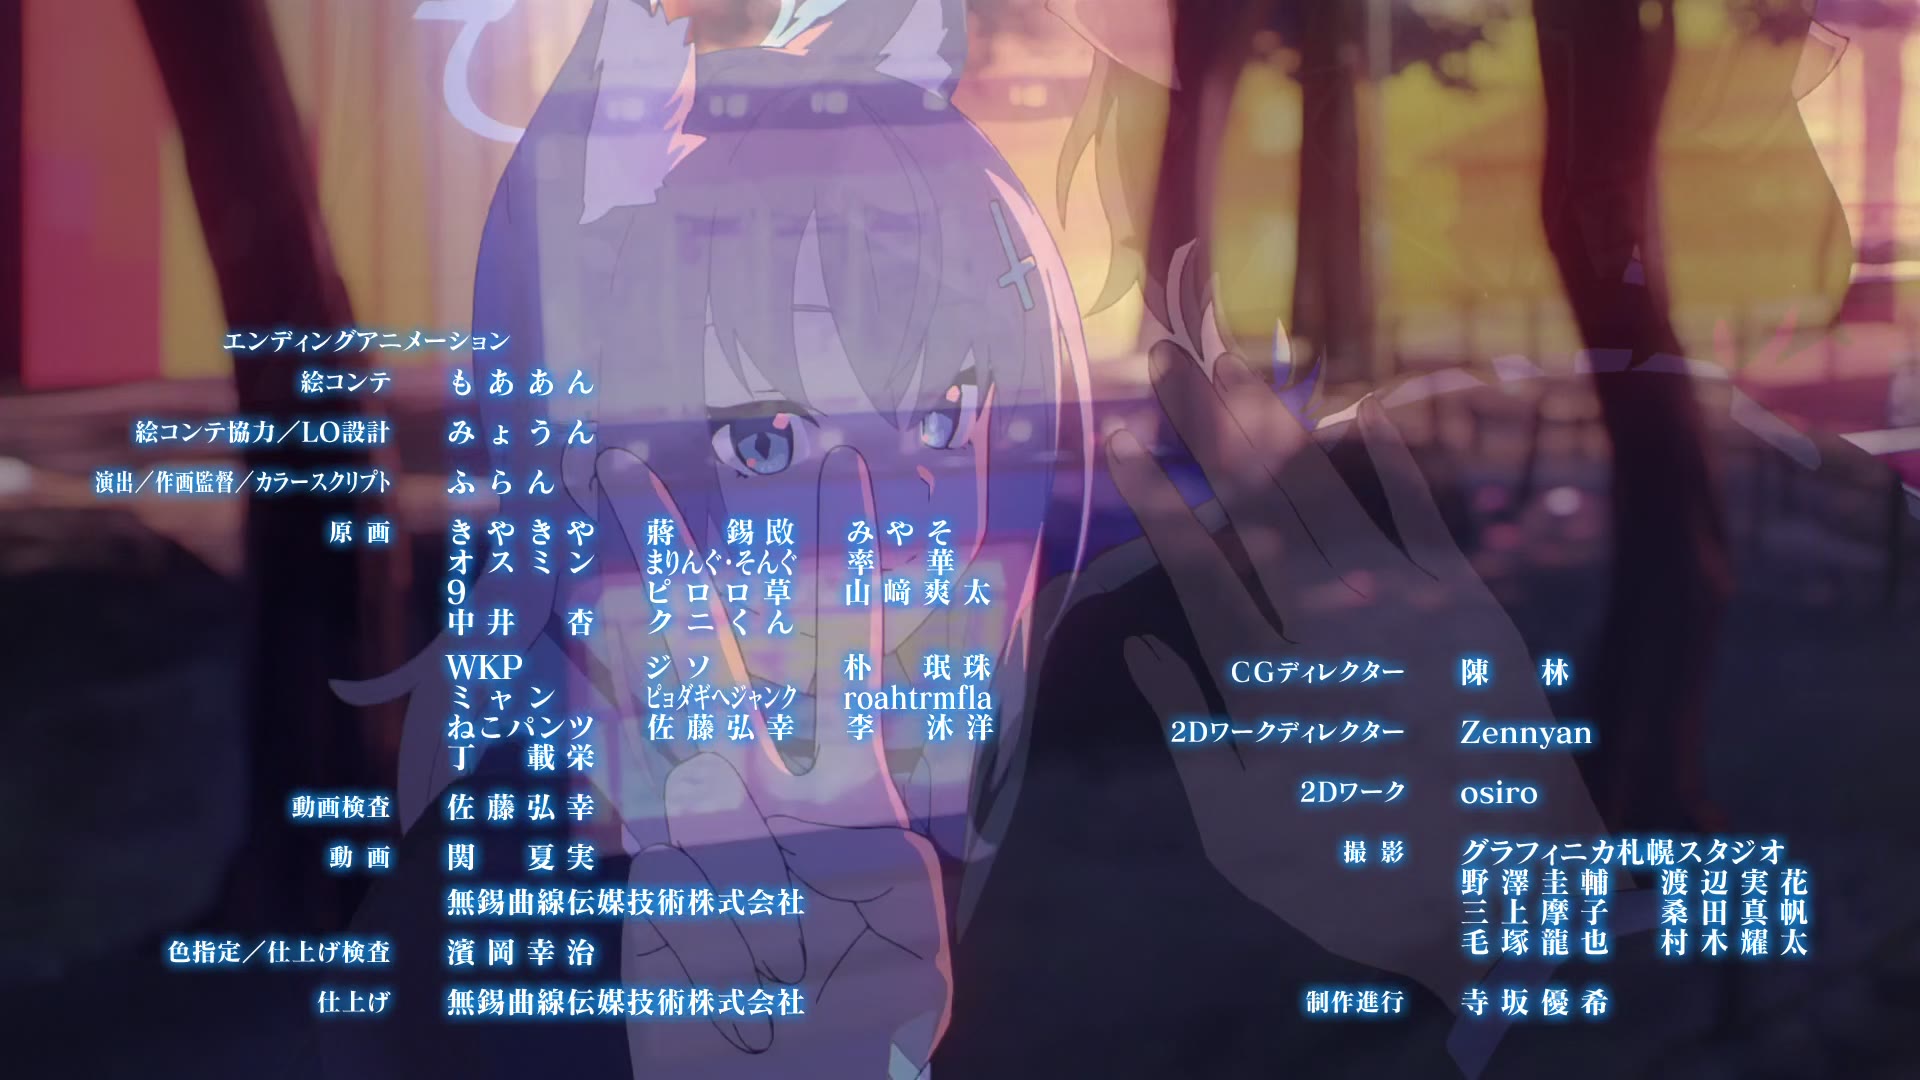 エンディングアニメーション
絵コンテ もああん
絵コンテ協力／LO設計 みょうん
演出／作画監督／カラースクリプト ふらん
原画 きやきや 蔣錫敃 みやそ
オスミン まりんぐ・そんぐ 率華
9 ピロロ草 山﨑爽太
中井杏 クニくん
WKP ジソ 朴珉珠
ミャン ピョダギヘジャンク roahtrmfla
ねこパンツ 佐藤弘幸 李沐洋
丁載栄
動画検査 佐藤弘幸
動画 関夏実
無錫曲線伝媒技術株式会社
色指定／仕上げ検査 濱岡幸治
仕上げ 無錫曲線伝媒技術株式会社
CGディレクター 陳林
2Dワークディレクター Zennyan
2Dワーク osiro
撮影 グラフィニカ札幌スタジオ
野澤圭輔 渡辺実花
三上摩子 桑田真帆
毛塚龍也 村木耀太
制作進行 寺坂優希